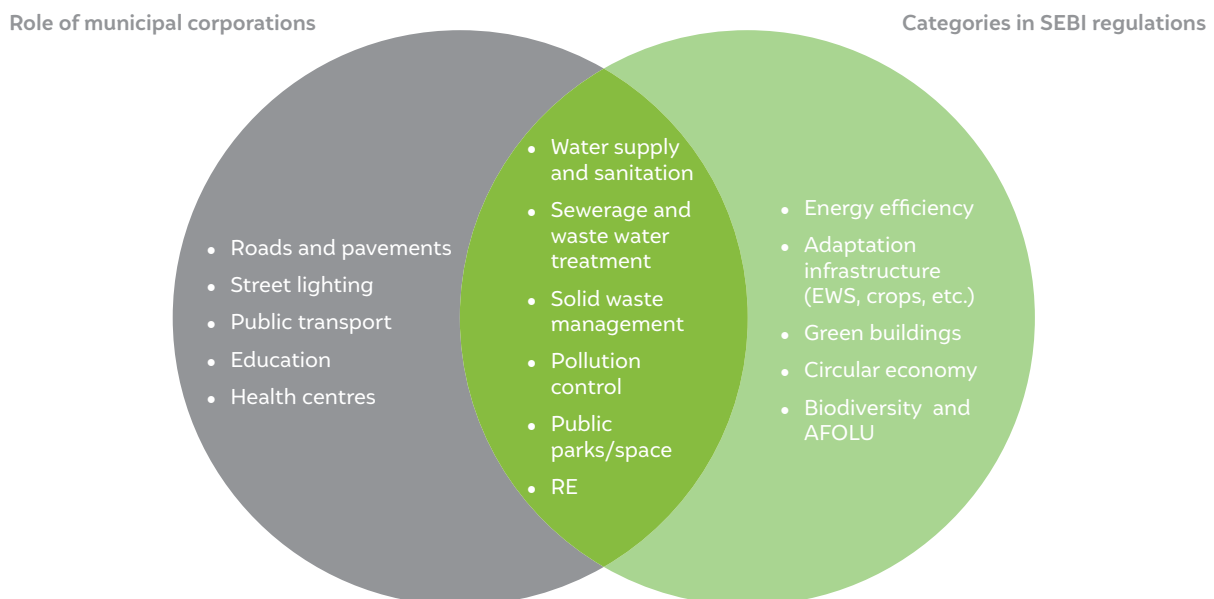 Role of municipal corporations
Categories in SEBI regulations
• Roads and pavements
• Street lighting
• Public transport
• Education
• Health centres
• Water supply
and sanitation
• Sewerage and
waste water
treatment
• Solid waste
management
• Pollution
control
• Public
parks/space
• RE
• Energy efficiency
• Adaptation
infrastructure
(EWS, crops, etc.)
• Green buildings
• Circular economy
• Biodiversity and
AFOLU